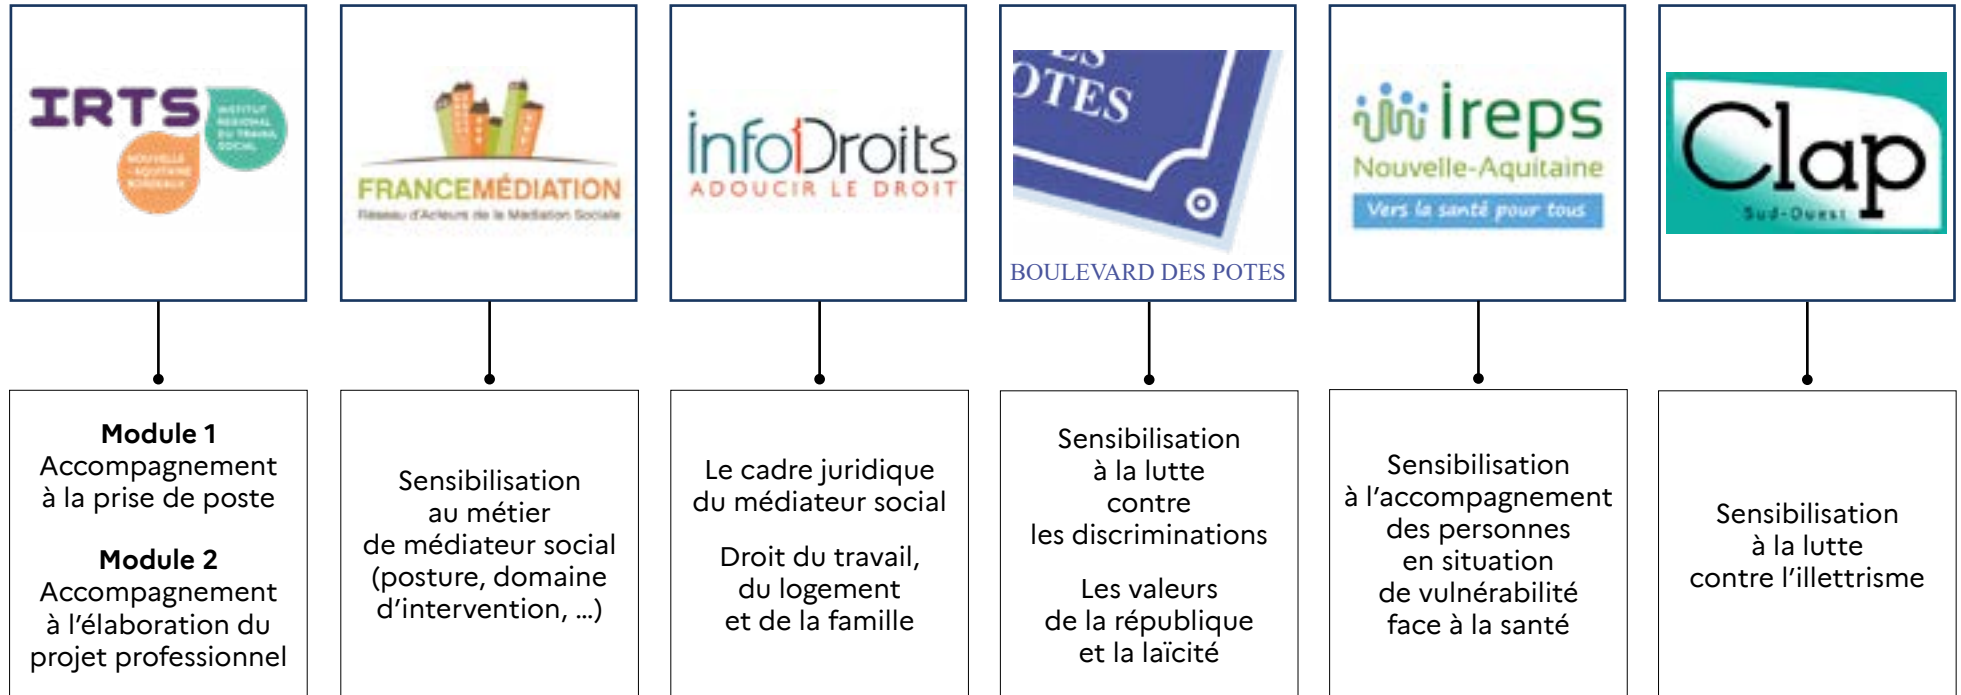 IRTS
INSTITUT
REGIONAL
DU TRAVAIL
SOCIAL
NOUVELLE
- AQUITAINE
BORDEAUX
FRANCEMÉDIATION
Réseau d'Acteurs de la Médiation Sociale
infoDroits
ADOUCIR LE DROIT
ES
POTES
BOULEVARD DES POTES
ireps
Nouvelle-Aquitaine
Vers la santé pour tous
Clap
Sud-Ouest
Module 1
Accompagnement
à la prise de poste
Module 2
Accompagnement
à l'élaboration du
projet professionnel
Sensibilisation
au métier
de médiateur social
(posture, domaine
d'intervention, ...)
Le cadre juridique
du médiateur social
Droit du travail,
du logement
et de la famille
Sensibilisation
à la lutte
contre
les discriminations
Les valeurs
de la république
et la laïcité
Sensibilisation
à l'accompagnement
des personnes
en situation
de vulnérabilité
face à la santé
Sensibilisation
à la lutte
contre l'illettrisme